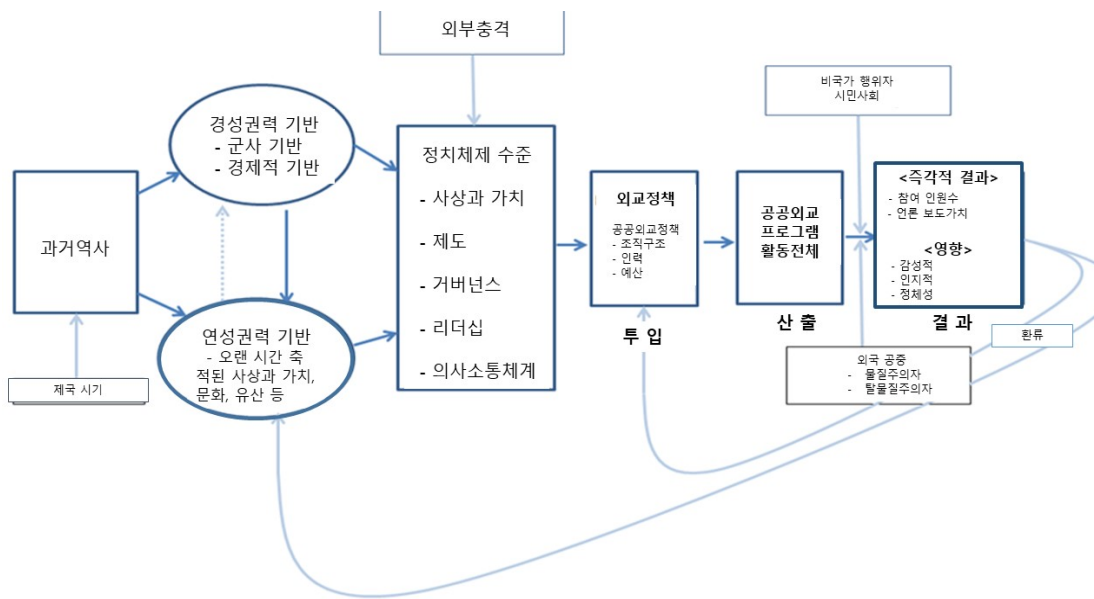 외부충격
비국가 행위자
시민사회
경성권력 기반
- 군사 기반
- 경제적 기반
과거역사
제국 시기
연성권력 기반
- 오랜 시간 축
적된 사상과 가치,
문화, 유산 등
정치체제 수준
- 사상과 가치
- 제도
- 거버넌스
- 리더십
- 의사소통체계
외교정책
공공외교정책
- 조직구조
- 인력
- 예산
투 입
공공외교
프로그램
활동전체
산 출
<즉각적 결과>
- 참여 인원수
- 언론 보도가치
<영향>
- 감성적
- 인지적
- 정체성
결 과
환류
외국 공중
- 물질주의자
- 탈물질주의자